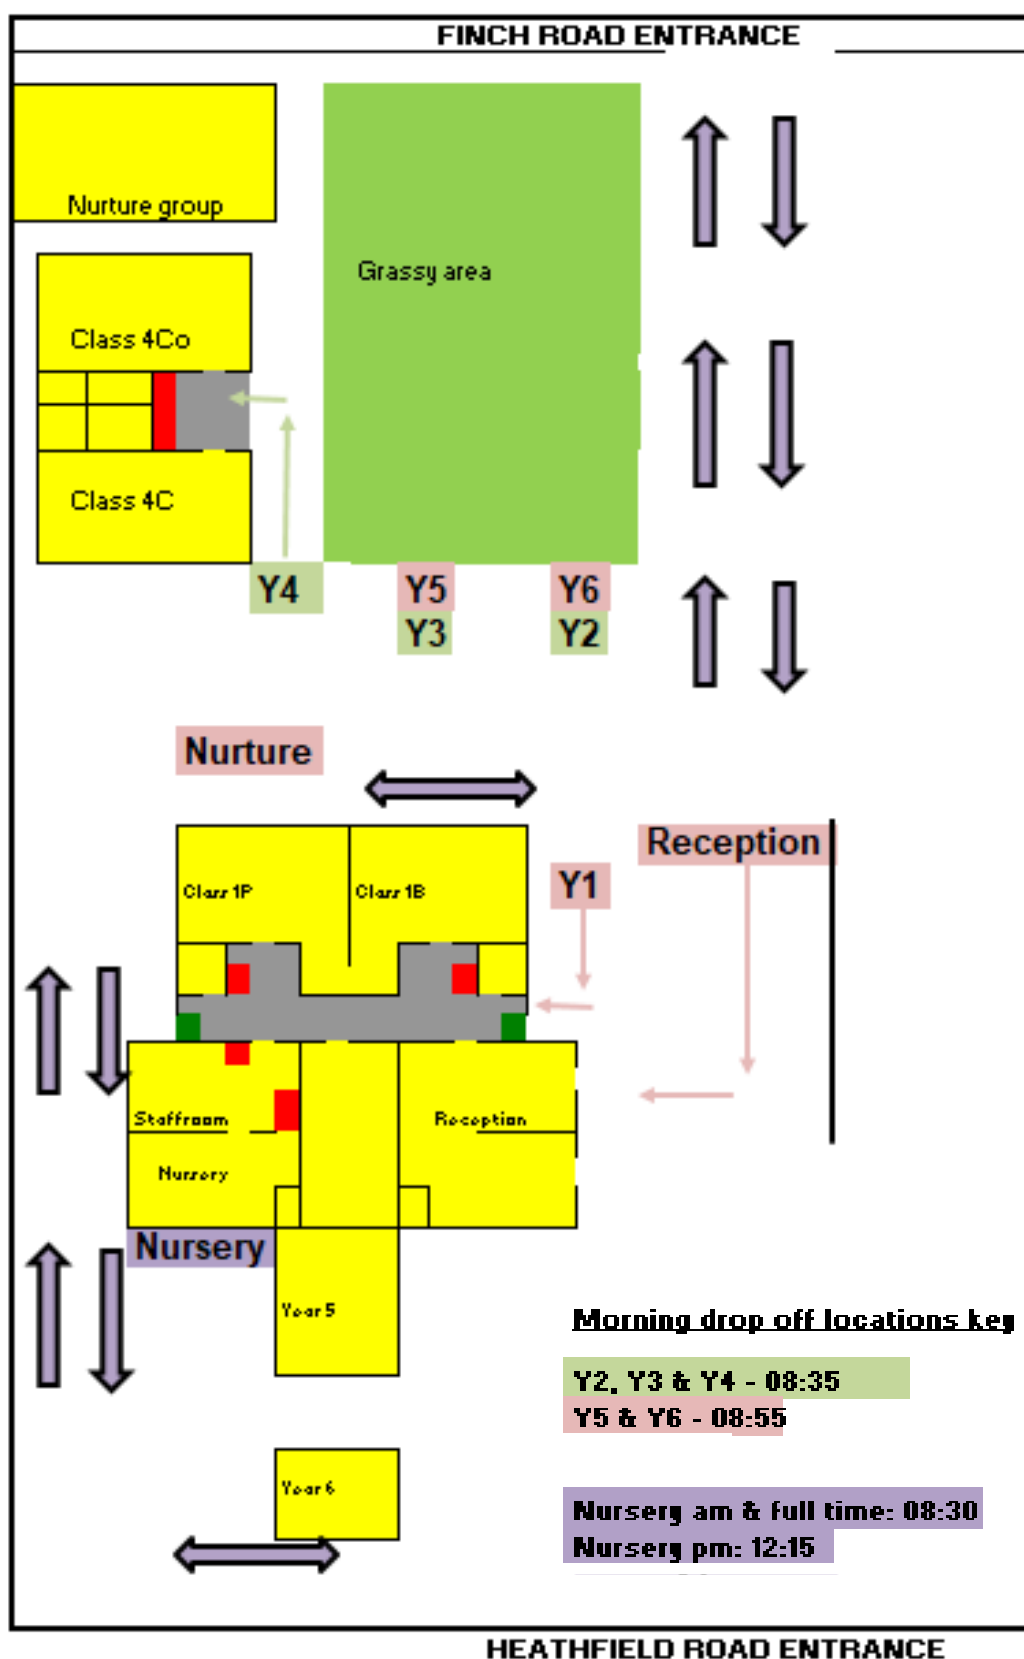 FINCH ROAD ENTRANCE
Nurture group
Grassy area
Class 4Co
Class 4C
Y4
Y5
Y6
Y3
Y2
Nurture
Reception
Class 1P
Class 1B
Y1
Staffroom
Reception
Nursery
Nursery
Year 5
Morning drop off locations key
Y2, Y3 & Y4 - 08:35
Y5 & Y6 - 08:55
Year 6
Nursery am & full time: 08:30
Nursery pm: 12:15
HEATHFIELD ROAD ENTRANCE